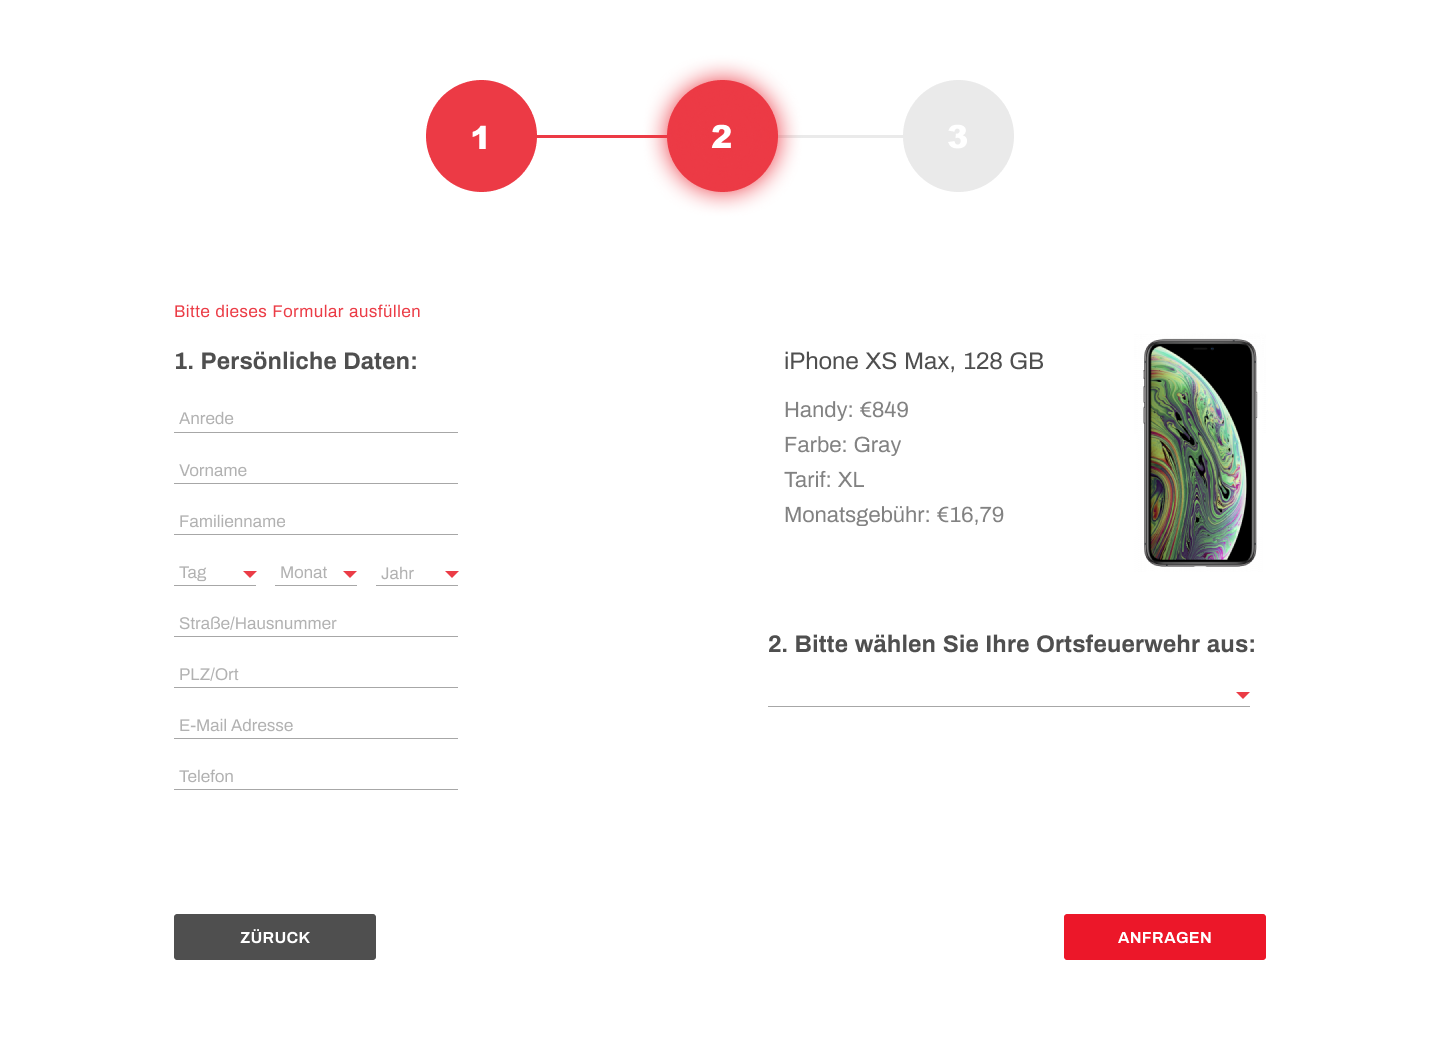 1
2
3
Bitte dieses Formular ausfüllen
1. Persönliche Daten:
Anrede
Vorname
Familienname
Tag Monat Jahr
Straße/Hausnummer
PLZ/Ort
E-Mail Adresse
Telefon
iPhone XS Max, 128 GB
Handy: €849
Farbe: Gray
Tarif: XL
Monatsgebühr: €16,79
2. Bitte wählen Sie Ihre Ortsfeuerwehr aus:
ZÜRUCK
ANFRAGEN